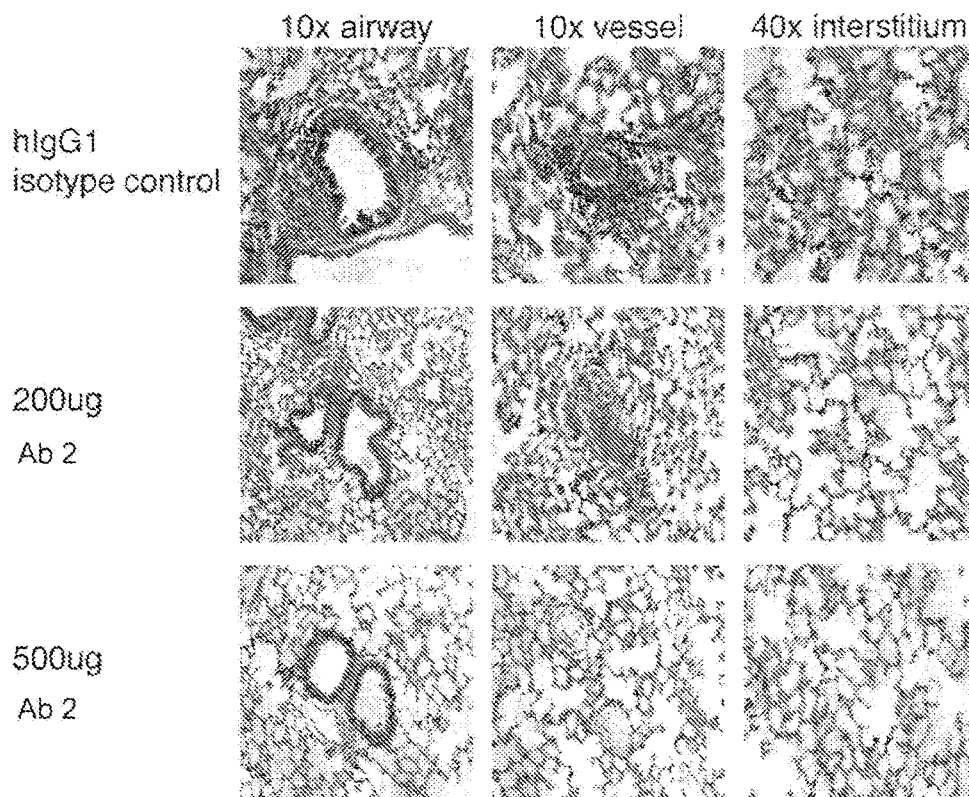 10x airway 10x vessel 40x interstitium
hIgG1
isotype control
200ug
Ab 2
500ug
Ab 2